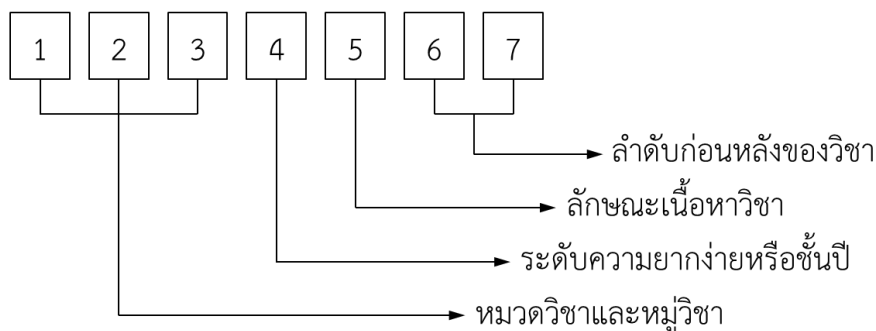 1 2 3 4 5 6 7
ลำดับก่อนหลังของวิชา
ลักษณะเนื้อหาวิชา
ระดับความยากง่ายหรือชั้นปี
หมวดวิชาและหมู่วิชา